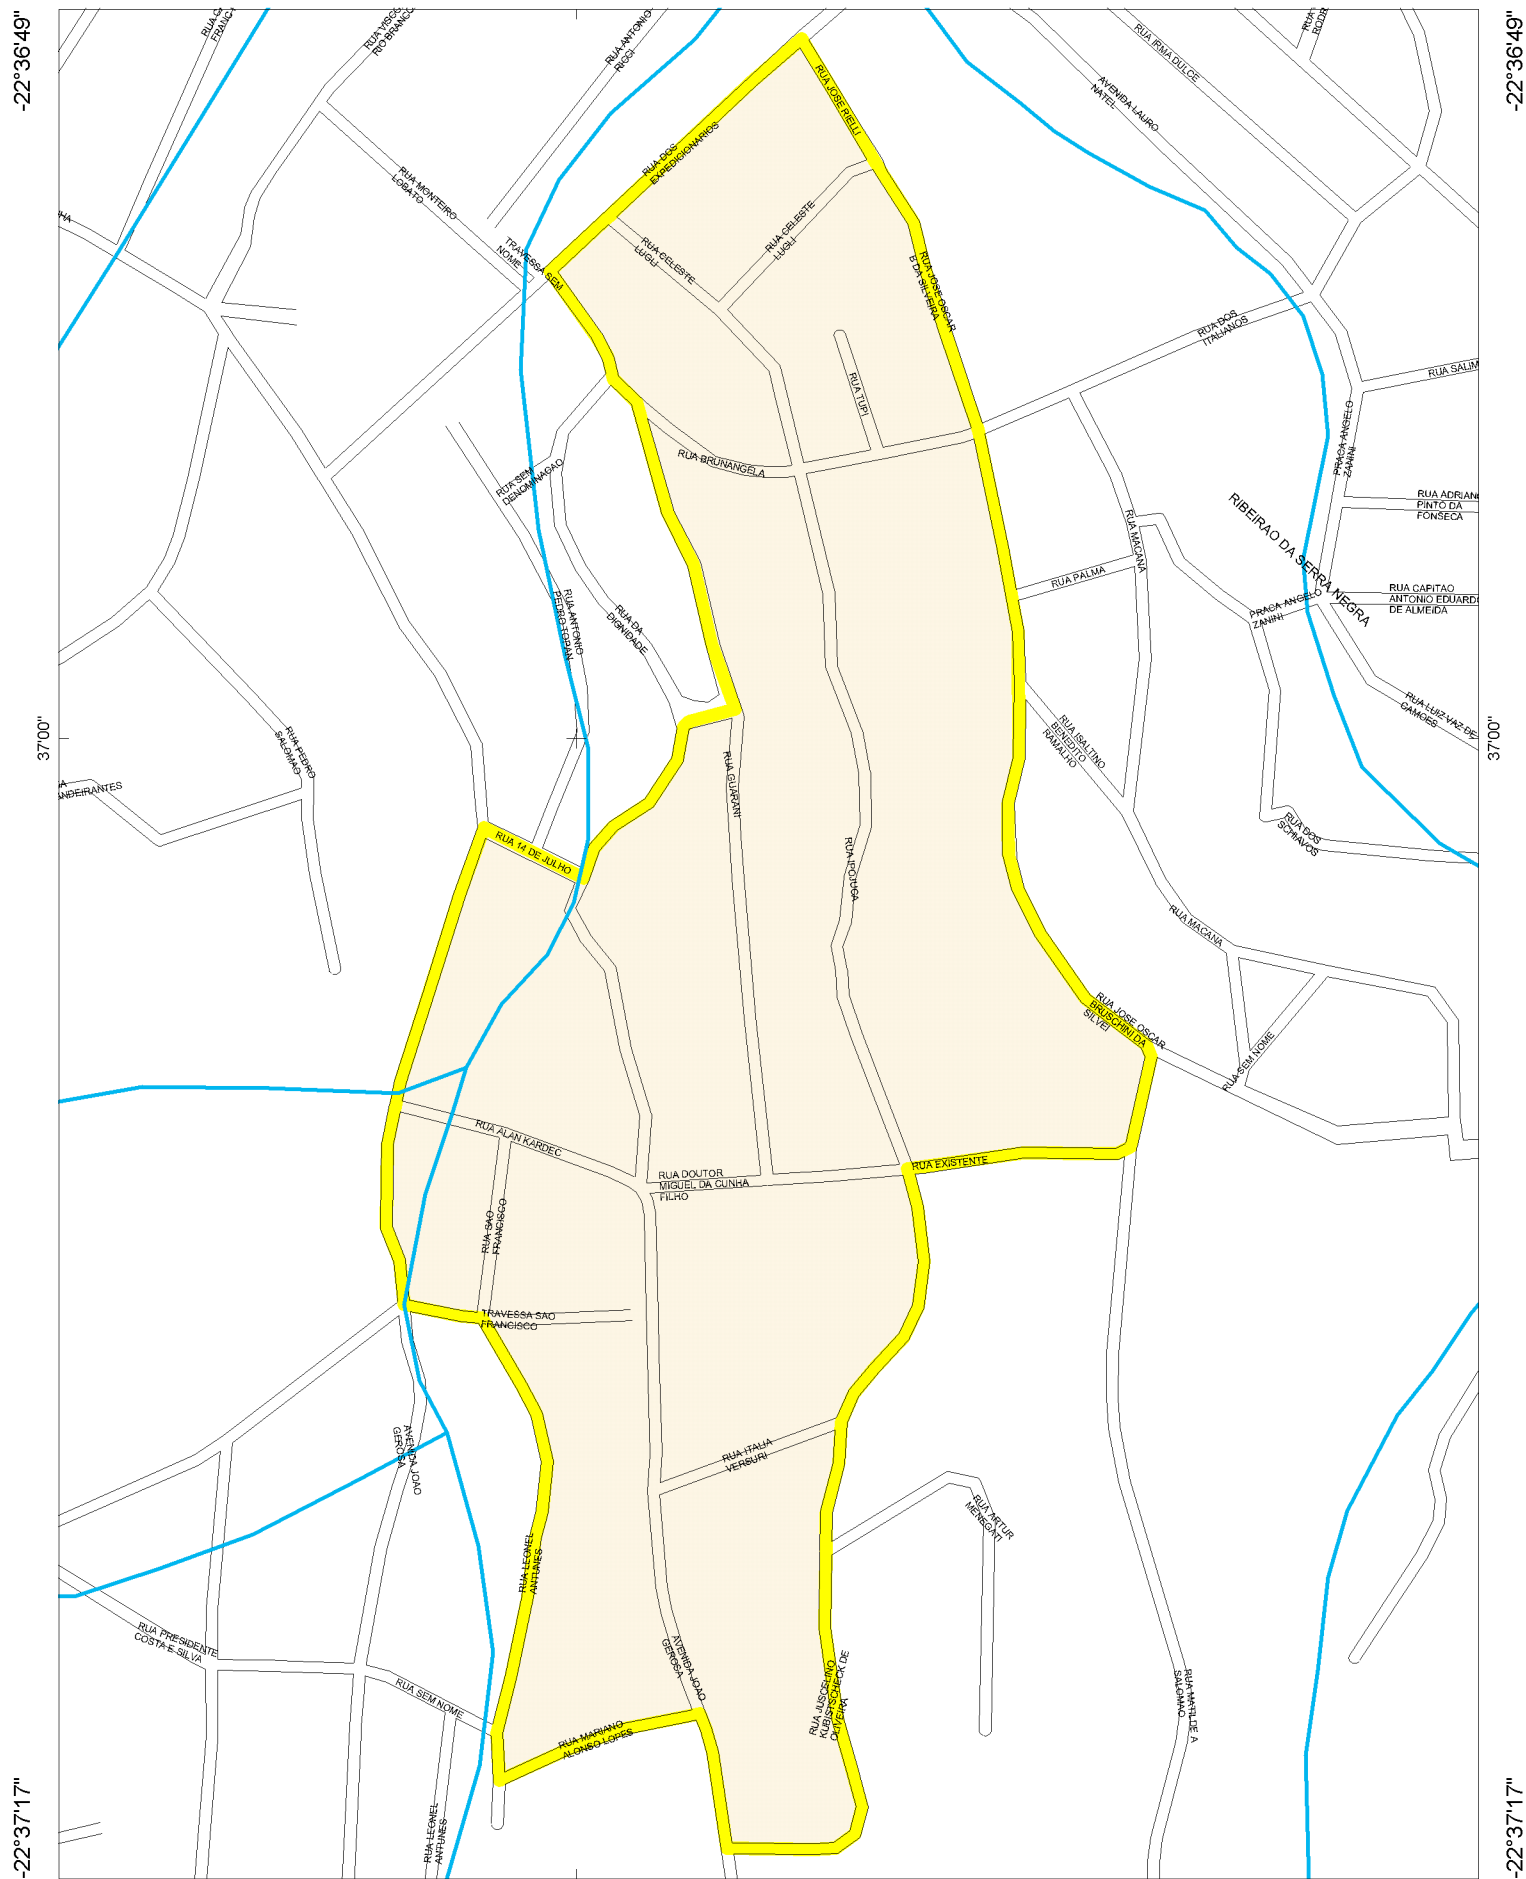 -22°36'49"
-22°36'49"
RIO BRANCO
RUA ANTONIO
RIGGI
RUA IRMA DULCE
AVENIDA LAURO
NATEL
RUA JOSE RIELLI
RUA DOS
EXPEDICIONARIOS
RUA MONTEIRO
LOBATO
TRAVESSA SEM
NOME
RUA CELESTE
LUGLI
RUA CELESTE
LUGLI
RUA JOSE OSCAR
B DA SILVEIRA
RUA DOS
ITALIANOS
RUA SALIM
RUA TUPI
RUA BRUNANGELA
RUA SEM
DENOMINACAO
PRACA ANGELO
ZANINI
RUA ADRIANO
PINTO DA
FONSECA
RIBEIRAO DA SERRA NEGRA
RUA MACANA
RUA PALMA
RUA CAPITAO
ANTONIO EDUARDO
DE ALMEIDA
PRACA ANGELO
ZANINI
RUA ANTONIO
PEDRO TOPAN
RUA DA
DIGNIDADE
RUA LUIZ VAZ DE
CAMOES
RUA ISALTINO
BENEDITO
RAMALHO
37'00"
37'00"
RUA PEDRO
SALOMAO
ANDEIRANTES
RUA GUARANI
RUA 14 DE JULHO
RUA DOS
SCHIAVOS
RUA IPOJUCA
RUA MACANA
RUA JOSE OSCAR
BRUSCHINI DA
SILVEI
RUA SEM NOME
RUA ALAN KARDEC
RUA EXISTENTE
RUA DOUTOR
MIGUEL DA CUNHA
FILHO
RUA SAO
FRANCISCO
TRAVESSA SAO
FRANCISCO
AVENIDA JOAO
GEROSA
RUA ITALIA
VERSURI
RUA ARTUR
MENEGATI
RUA LEONEL
ANTUNES
RUA PRESIDENTE
COSTA E SILVA
AVENIDA JOAO
GEROSA
RUA JUSCELINO
KUBISTSCHECK DE
OLIVEIRA
RUA MATILDE A
SALOMAO
RUA SEM NOME
RUA MARIANO
ALONSO LOPES
RUA LEONEL
ANTUNES
-22°37'17"
-22°37'17"